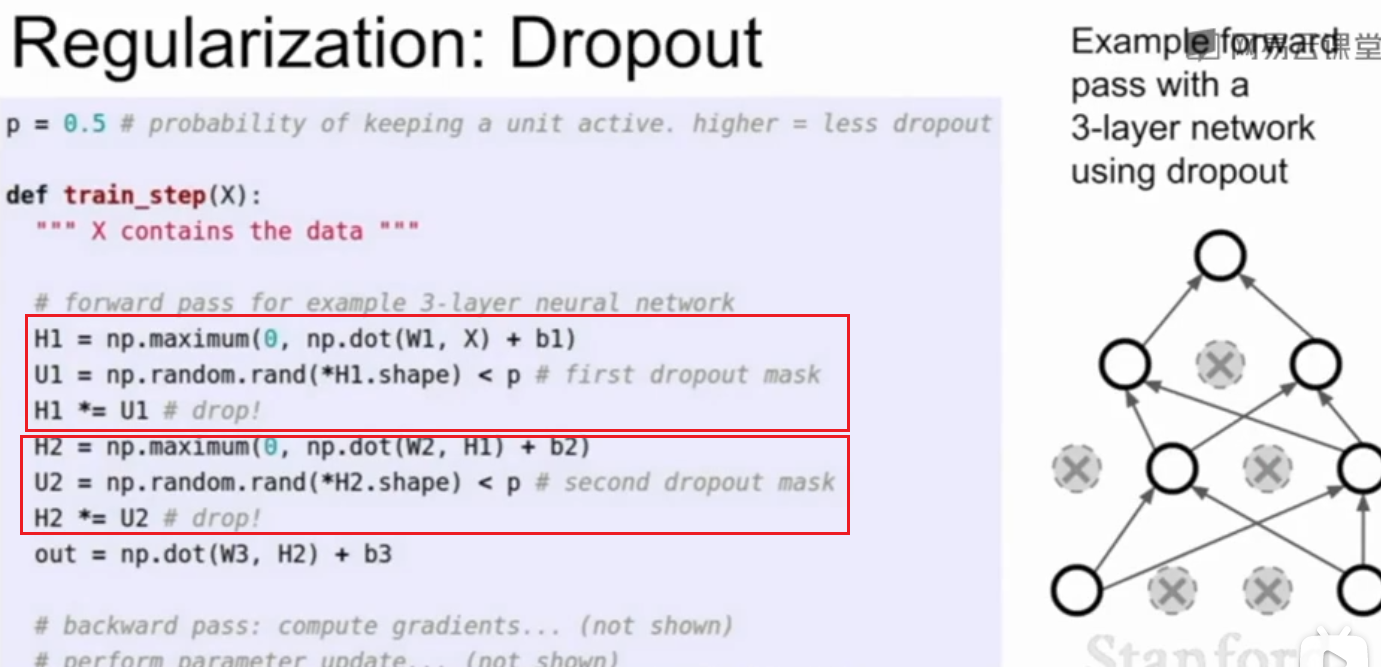 Regularization: Dropout
p = 0.5 # probability of keeping a unit active. higher = less dropout
def train_step(X):
""" X contains the data """
# forward pass for example 3-layer neural network
H1 = np.maximum(0, np.dot(W1, X) + b1)
U1 = np.random.rand(*H1.shape) < p # first dropout mask
H1 *= U1 # drop!
H2 = np.maximum(0, np.dot(W2, H1) + b2)
U2 = np.random.rand(*H2.shape) < p # second dropout mask
H2 *= U2 # drop!
out = np.dot(W3, H2) + b3
# backward pass: compute gradients... (not shown)
# perform parameter update... (not shown)
Example forward
pass with a
3-layer network
using dropout
网易云课堂
Stanford